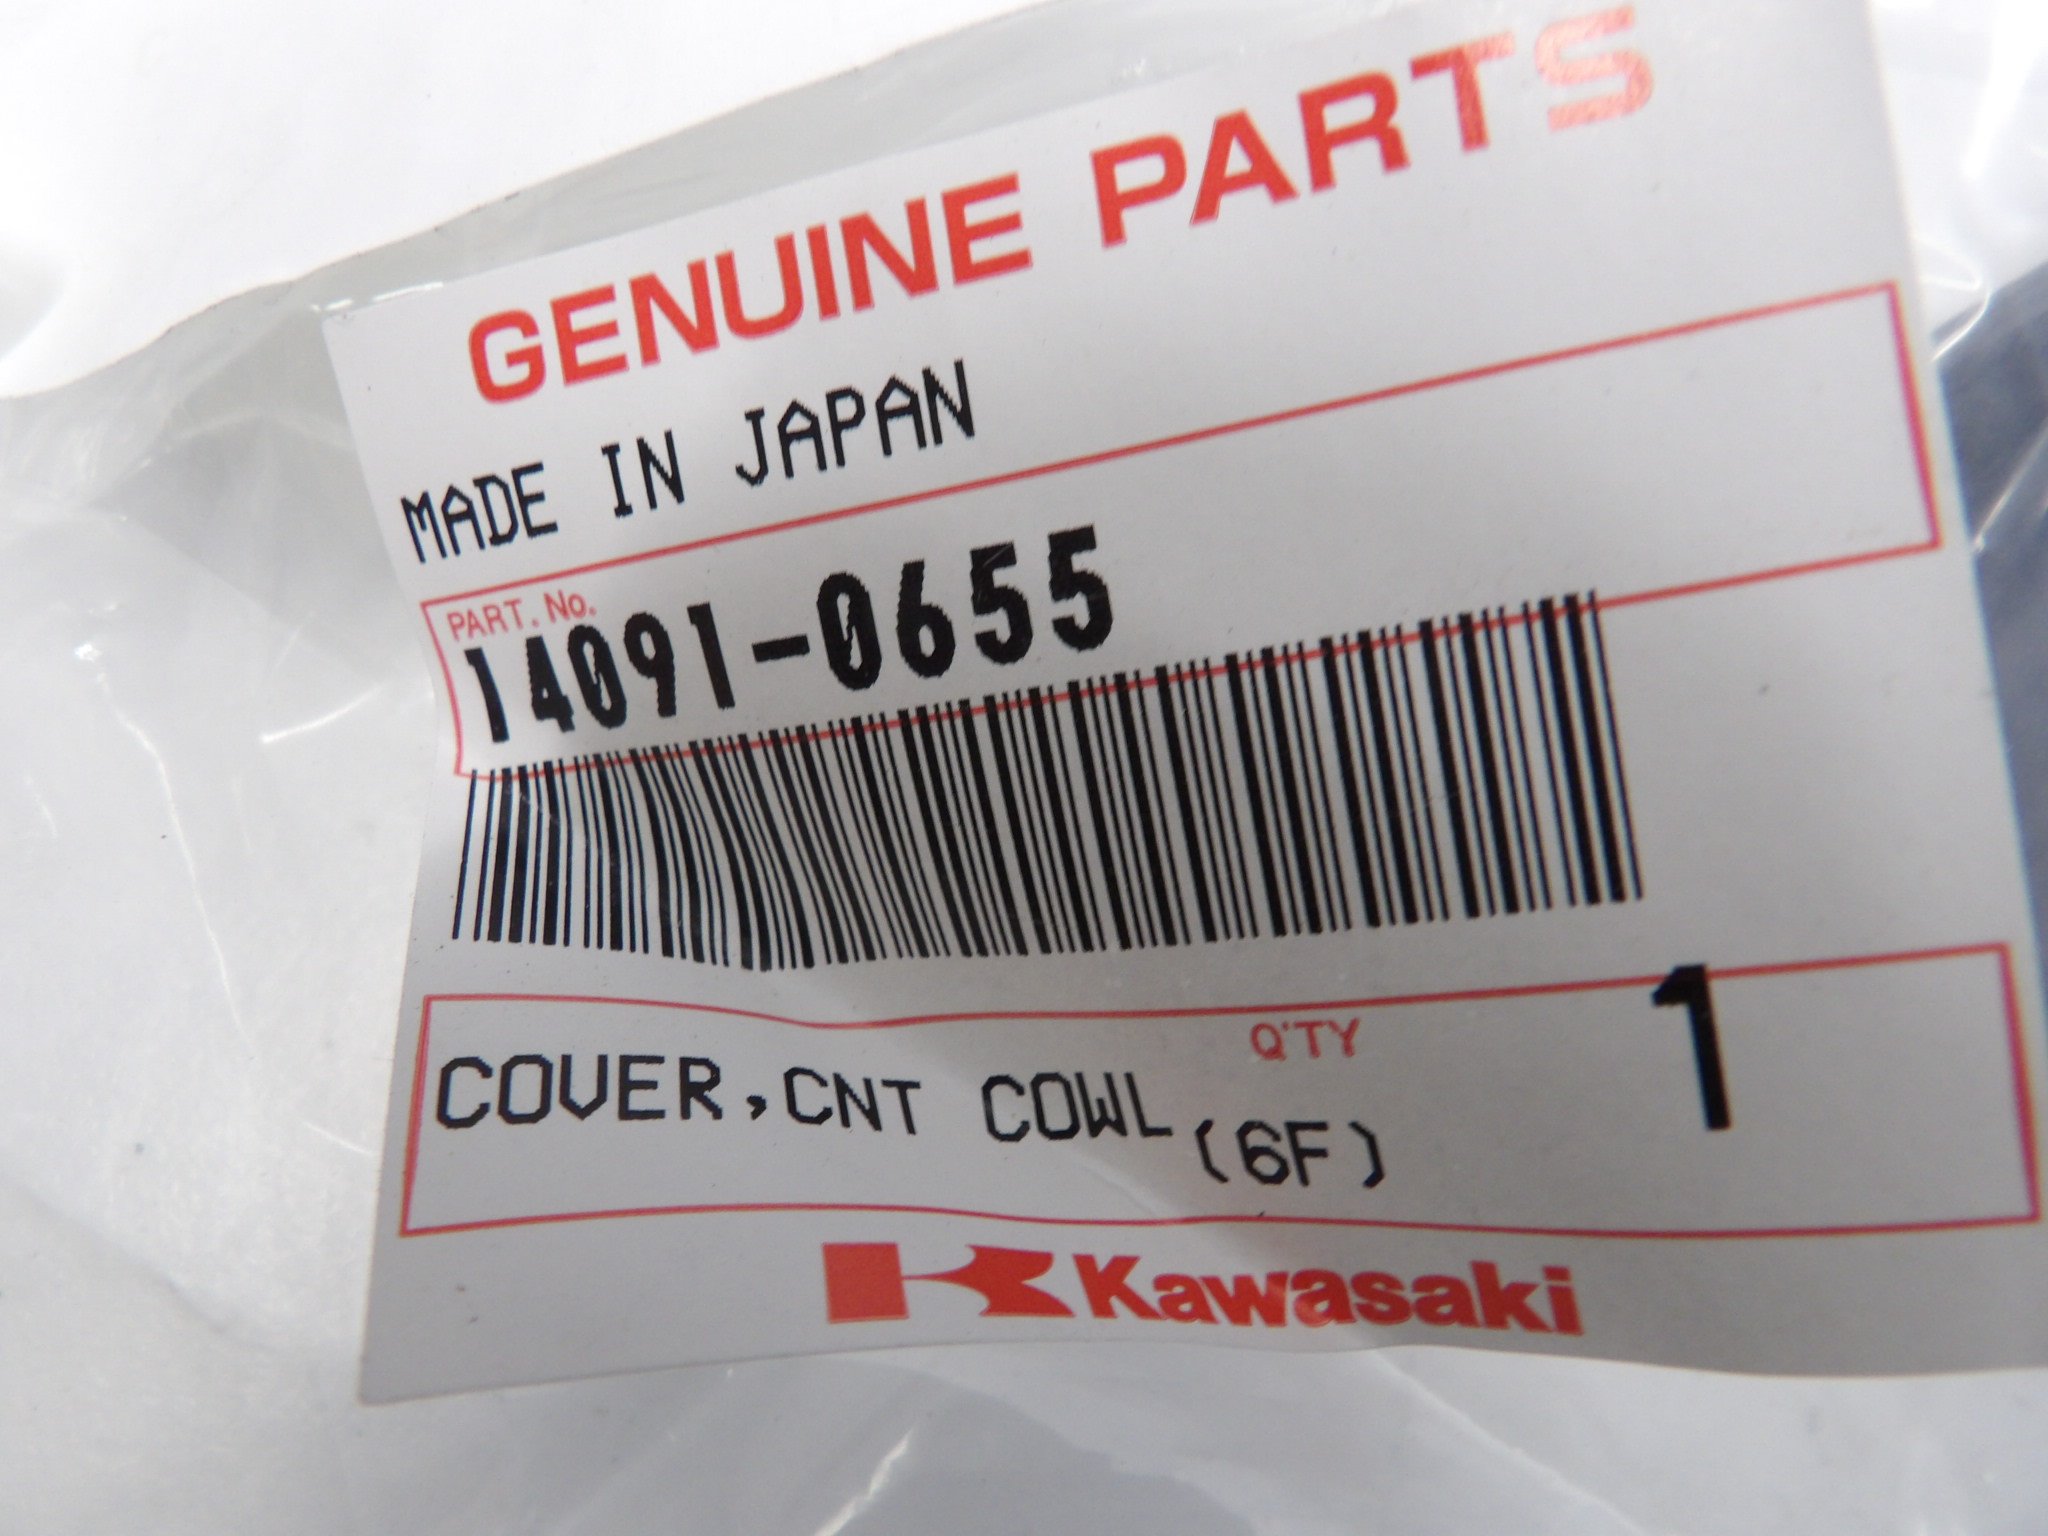 GENUINE PARTS
MADE IN JAPAN
PART. No.
14091-0655
Q'TY
1
COVER,CNT COWL
(6F)
Kawasaki